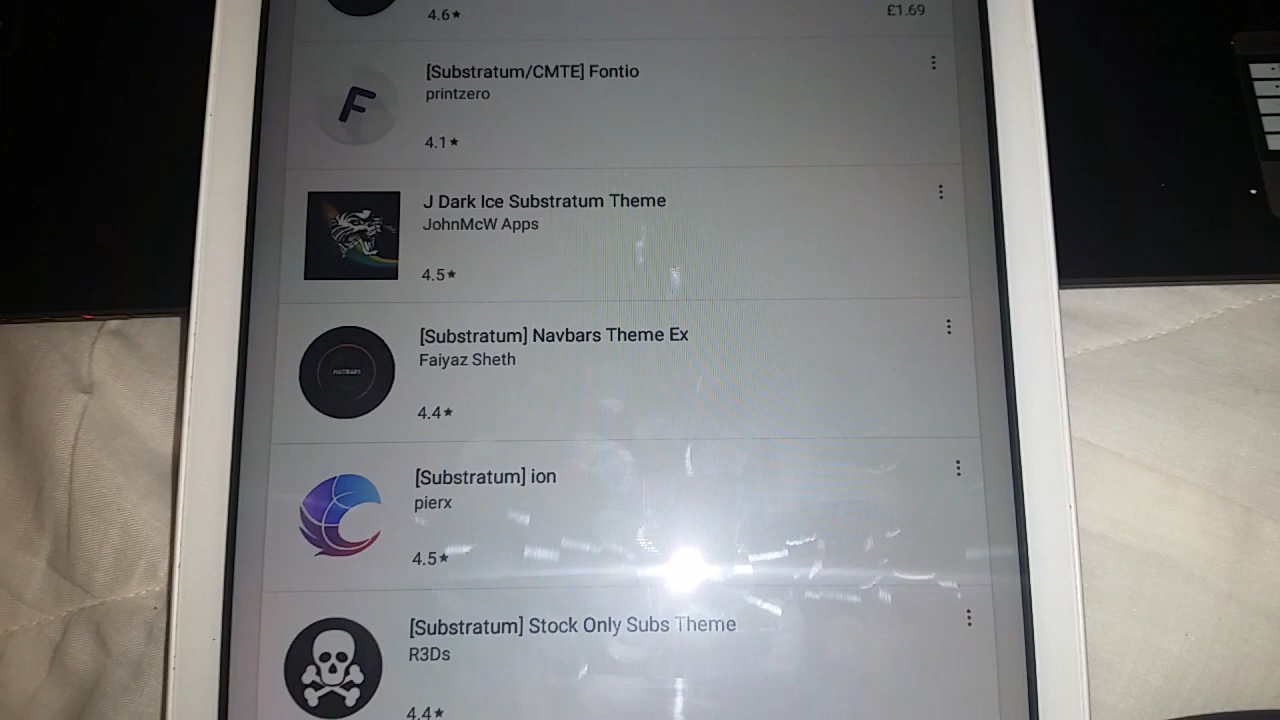 4.6★
£1.69
[Substratum/CMTE] Fontio
printzero
4.1★
F
J Dark Ice Substratum Theme
JohnMcW Apps
4.5★
[Substratum] Navbars Theme Ex
Faiyaz Sheth
4.4★
NAVBARS
[Substratum] ion
pierx
4.5★
[Substratum] Stock Only Subs Theme
R3Ds
4.4★